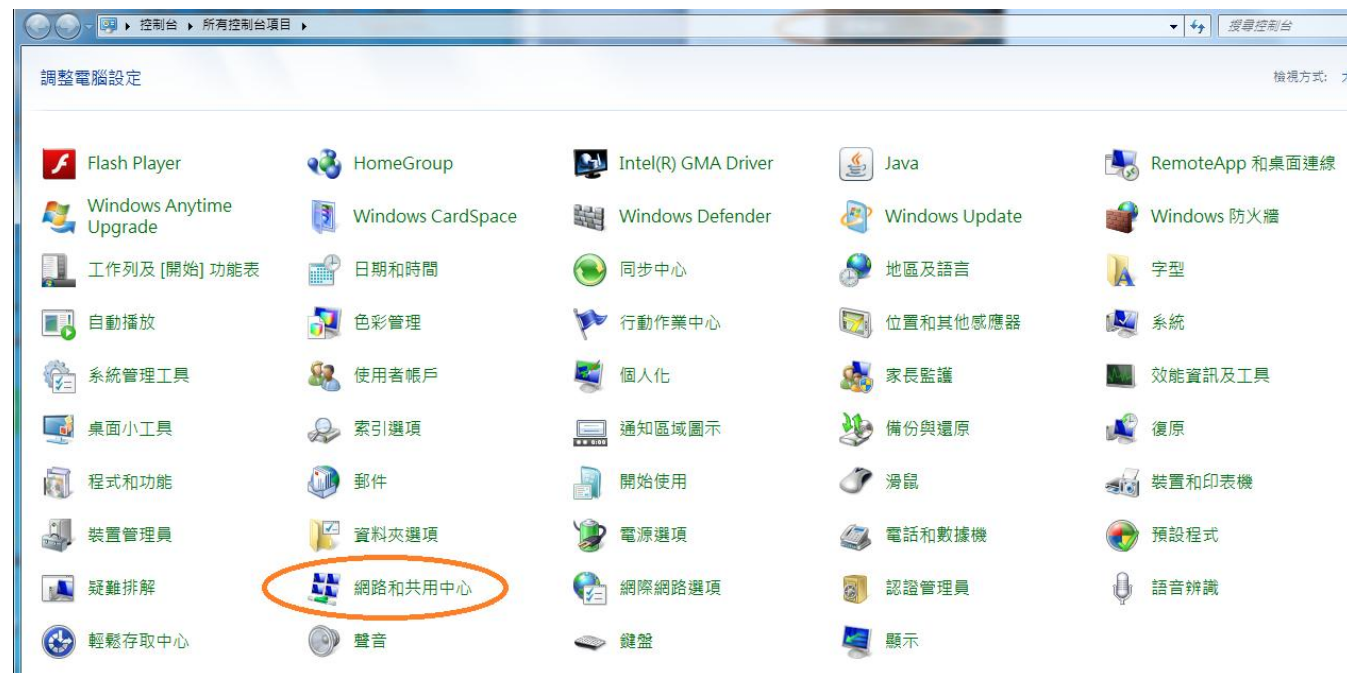 控制台 ▸ 所有控制台項目 ▸
搜尋控制台
調整電腦設定
檢視方式:
Flash Player
HomeGroup
Intel(R) GMA Driver
Java
RemoteApp 和桌面連線
Windows Anytime
Upgrade
Windows CardSpace
Windows Defender
Windows Update
Windows 防火牆
工作列及 [開始] 功能表
日期和時間
同步中心
地區及語言
字型
自動播放
色彩管理
行動作業中心
位置和其他感應器
系統
系統管理工具
使用者帳戶
個人化
家長監護
效能資訊及工具
桌面小工具
索引選項
通知區域圖示
備份與還原
復原
程式和功能
郵件
開始使用
滑鼠
裝置和印表機
裝置管理員
資料夾選項
電源選項
電話和數據機
預設程式
疑難排解
網路和共用中心
網際網路選項
認證管理員
語音辨識
輕鬆存取中心
聲音
鍵盤
顯示